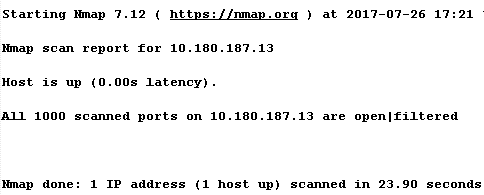 Starting Nmap 7.12 ( https://nmap.org ) at 2017-07-26 17:21
Nmap scan report for 10.180.187.13
Host is up (0.00s latency).
All 1000 scanned ports on 10.180.187.13 are open|filtered
Nmap done: 1 IP address (1 host up) scanned in 23.90 seconds